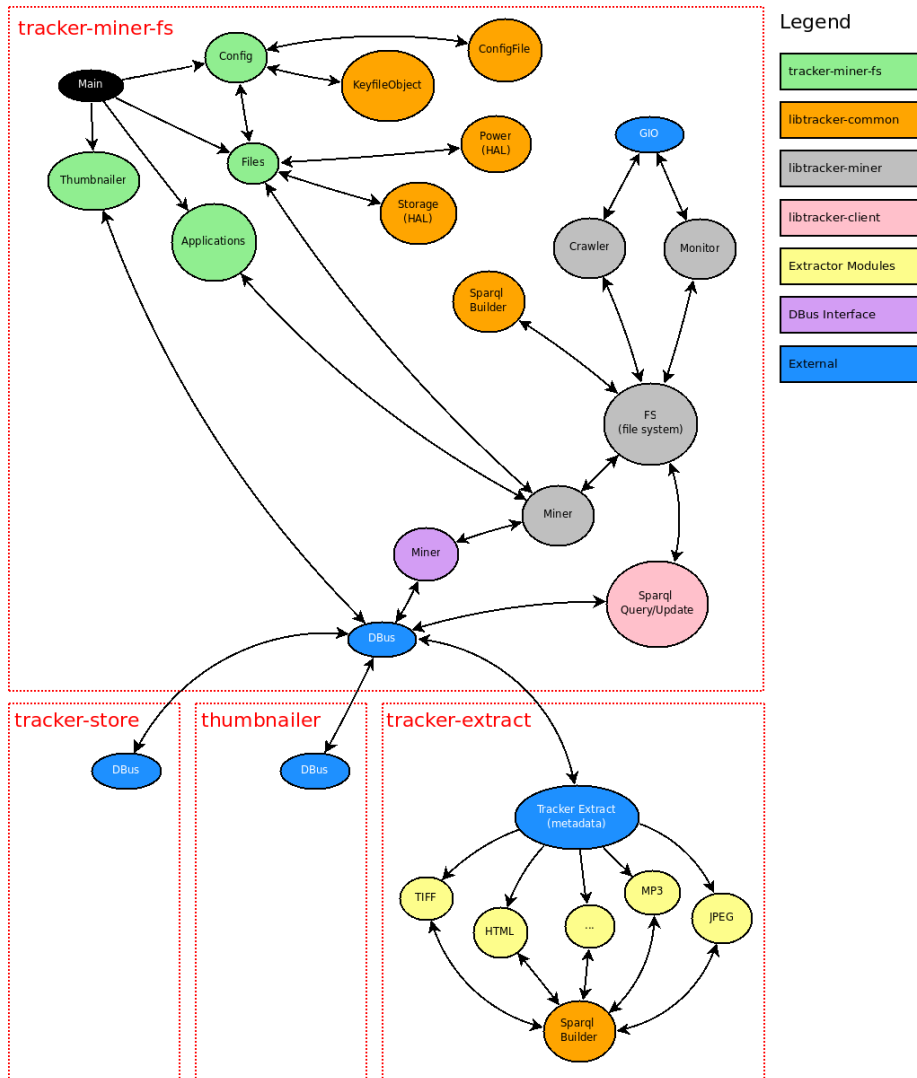 tracker-miner-fs
Legend
Main
Config
ConfigFile
KeyfileObject
tracker-miner-fs
libtracker-common
Power
(HAL)
GIO
Files
Thumbnailer
libtracker-miner
Storage
(HAL)
libtracker-client
Applications
Crawler
Monitor
Extractor Modules
Sparql
Builder
DBus Interface
External
FS
(file system)
Miner
Miner
Sparql
Query/Update
DBus
tracker-store
thumbnailer
tracker-extract
DBus
DBus
Tracker Extract
(metadata)
TIFF
HTML
...
MP3
JPEG
Sparql
Builder